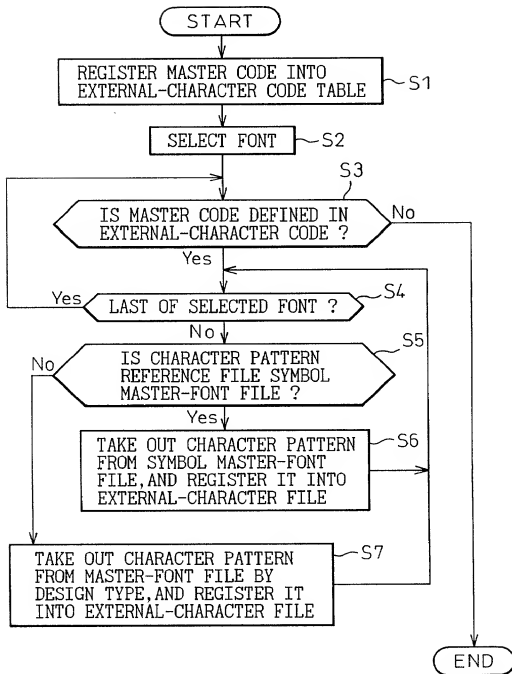 START
REGISTER MASTER CODE INTO
EXTERNAL-CHARACTER CODE TABLE
S1
SELECT FONT
S2
S3
IS MASTER CODE DEFINED IN
EXTERNAL-CHARACTER CODE ?
No
Yes
Yes
LAST OF SELECTED FONT ?
S4
No
No
IS CHARACTER PATTERN
REFERENCE FILE SYMBOL
MASTER-FONT FILE ?
S5
Yes
TAKE OUT CHARACTER PATTERN
FROM SYMBOL MASTER-FONT
FILE,AND REGISTER IT INTO
EXTERNAL-CHARACTER FILE
S6
TAKE OUT CHARACTER PATTERN
FROM MASTER-FONT FILE BY
DESIGN TYPE,AND REGISTER IT
INTO EXTERNAL-CHARACTER FILE
S7
END